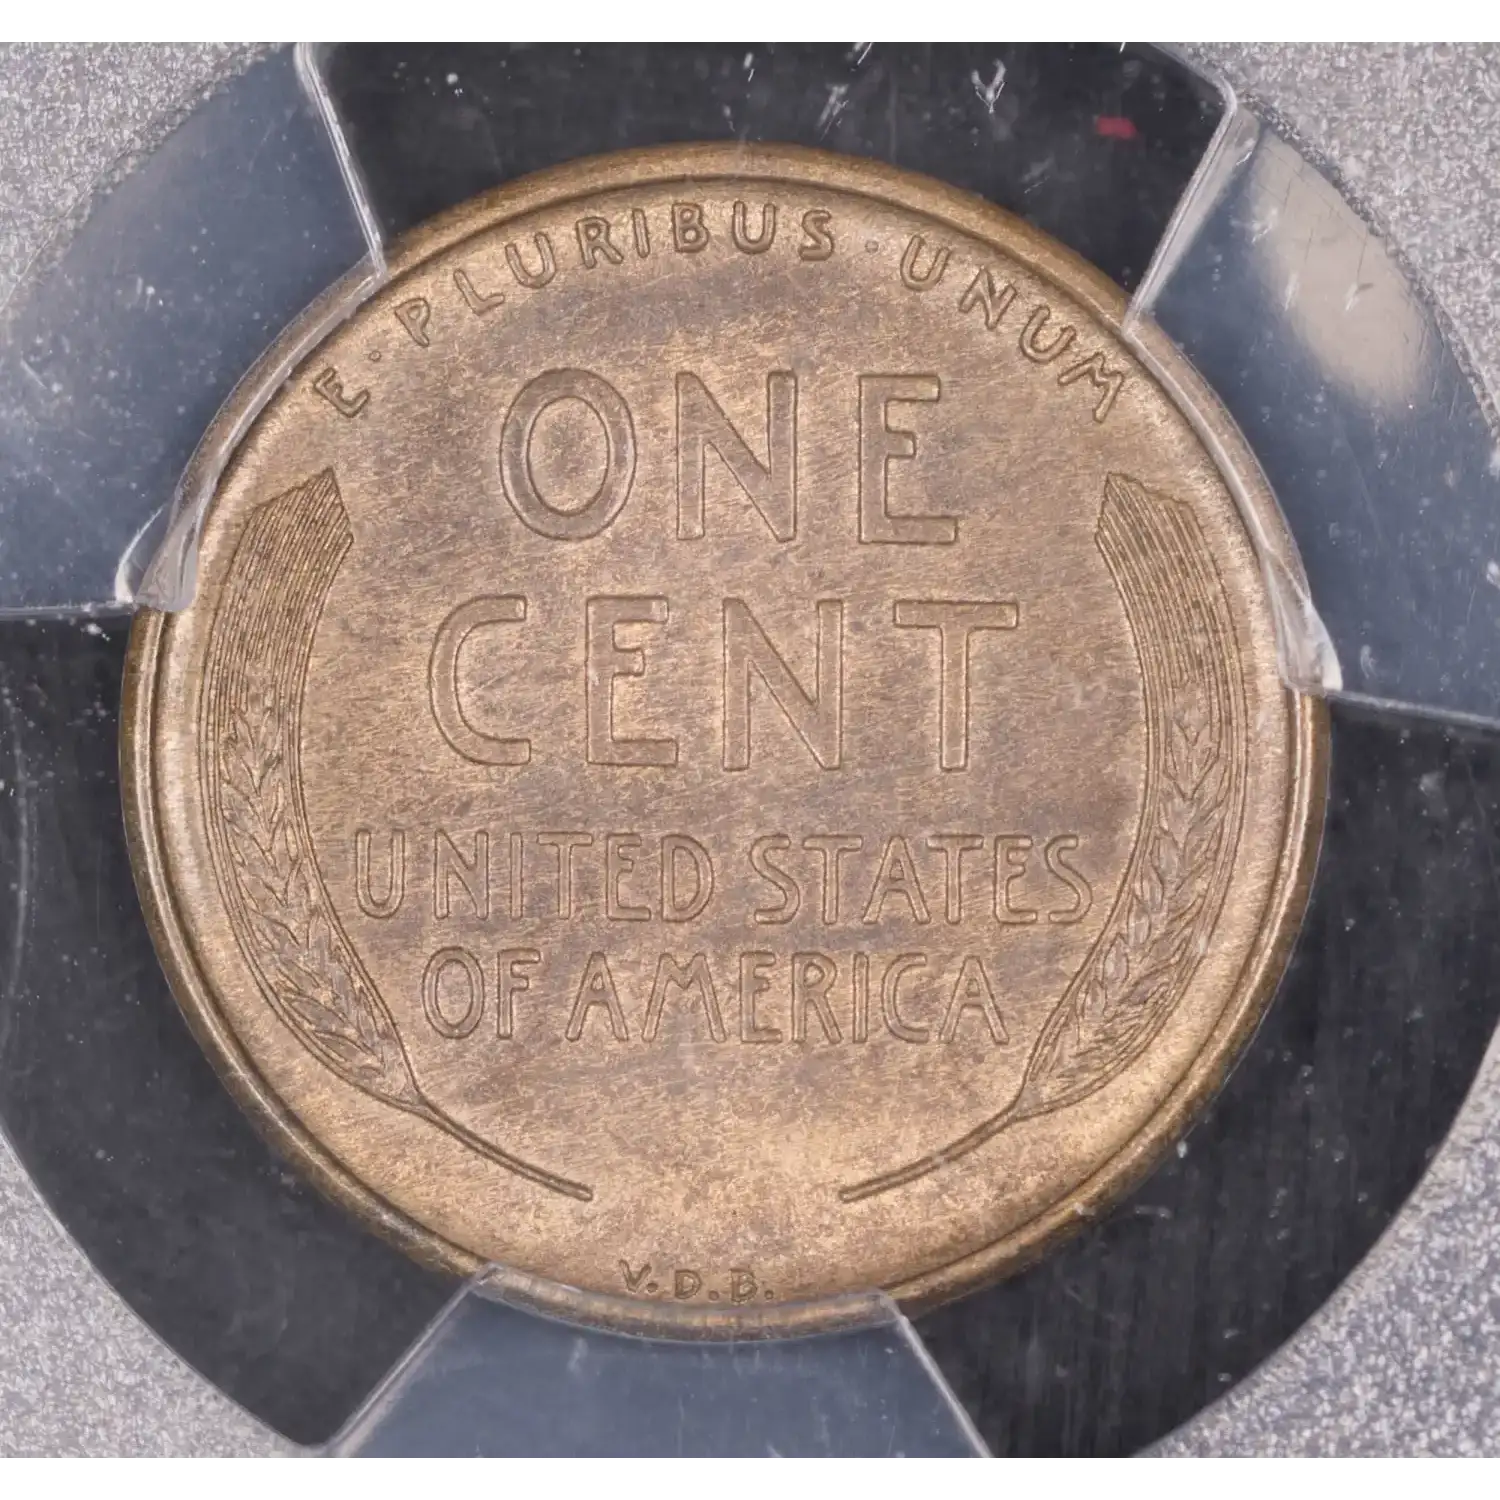 E · PLURIBUS · UNUM
ONE
CENT
UNITED STATES
OF AMERICA
V.D.B.